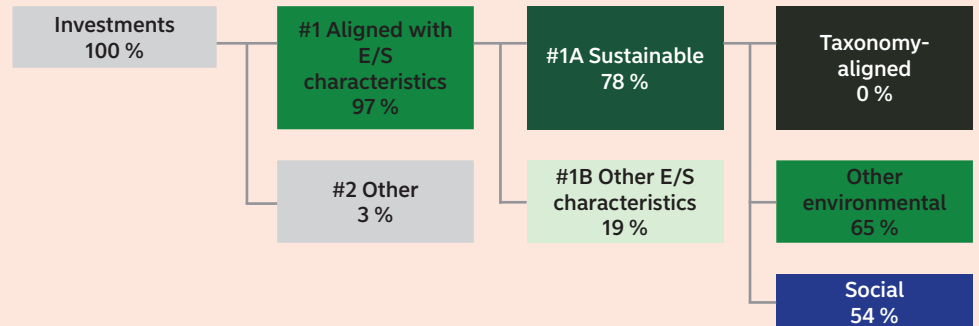 Investments
100 %
#1 Aligned with
E/S
characteristics
97 %
#2 Other
3 %
#1A Sustainable
78 %
#1B Other E/S
characteristics
19 %
Taxonomy-
aligned
0 %
Other
environmental
65 %
Social
54 %